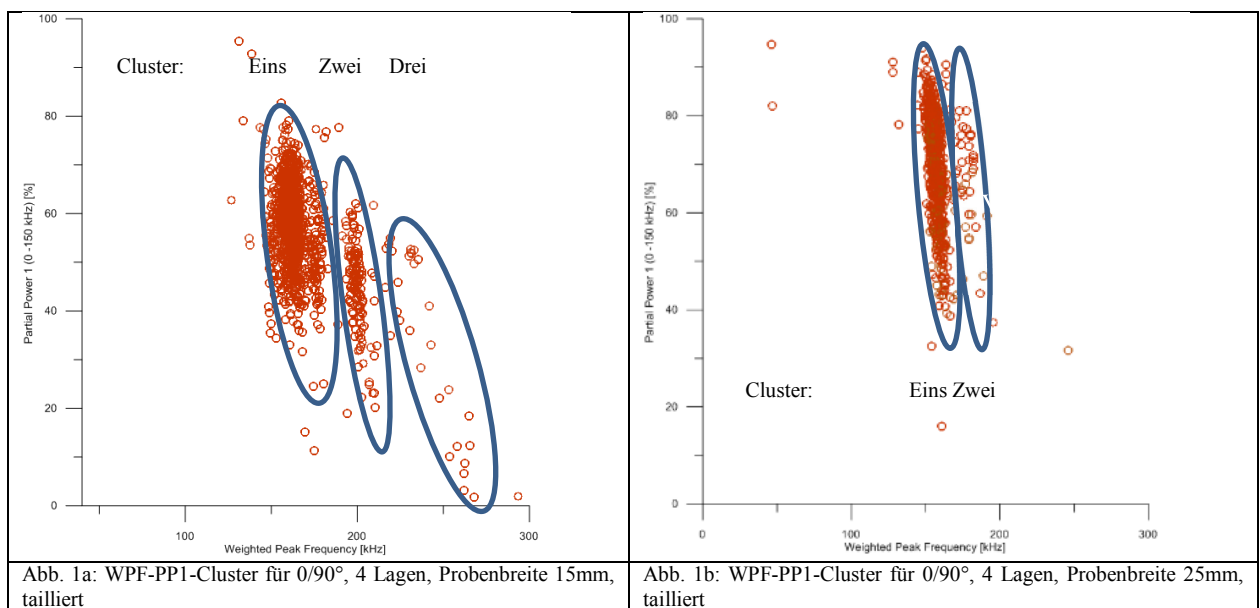 100
80
60
40
20
0
Partial Power 1 (0 -150 kHz) [%]
Cluster: Eins Zwei Drei
100 200 300
Weighted Peak Frequency [kHz]
Abb. 1a: WPF-PP1-Cluster für 0/90°, 4 Lagen, Probenbreite 15mm,
tailliert
100
80
60
40
20
0
Partial Power 1 (0 -150 kHz) [%]
Cluster: Eins Zwei
0 100 200 300
Weighted Peak Frequency [kHz]
Abb. 1b: WPF-PP1-Cluster für 0/90°, 4 Lagen, Probenbreite 25mm,
tailliert